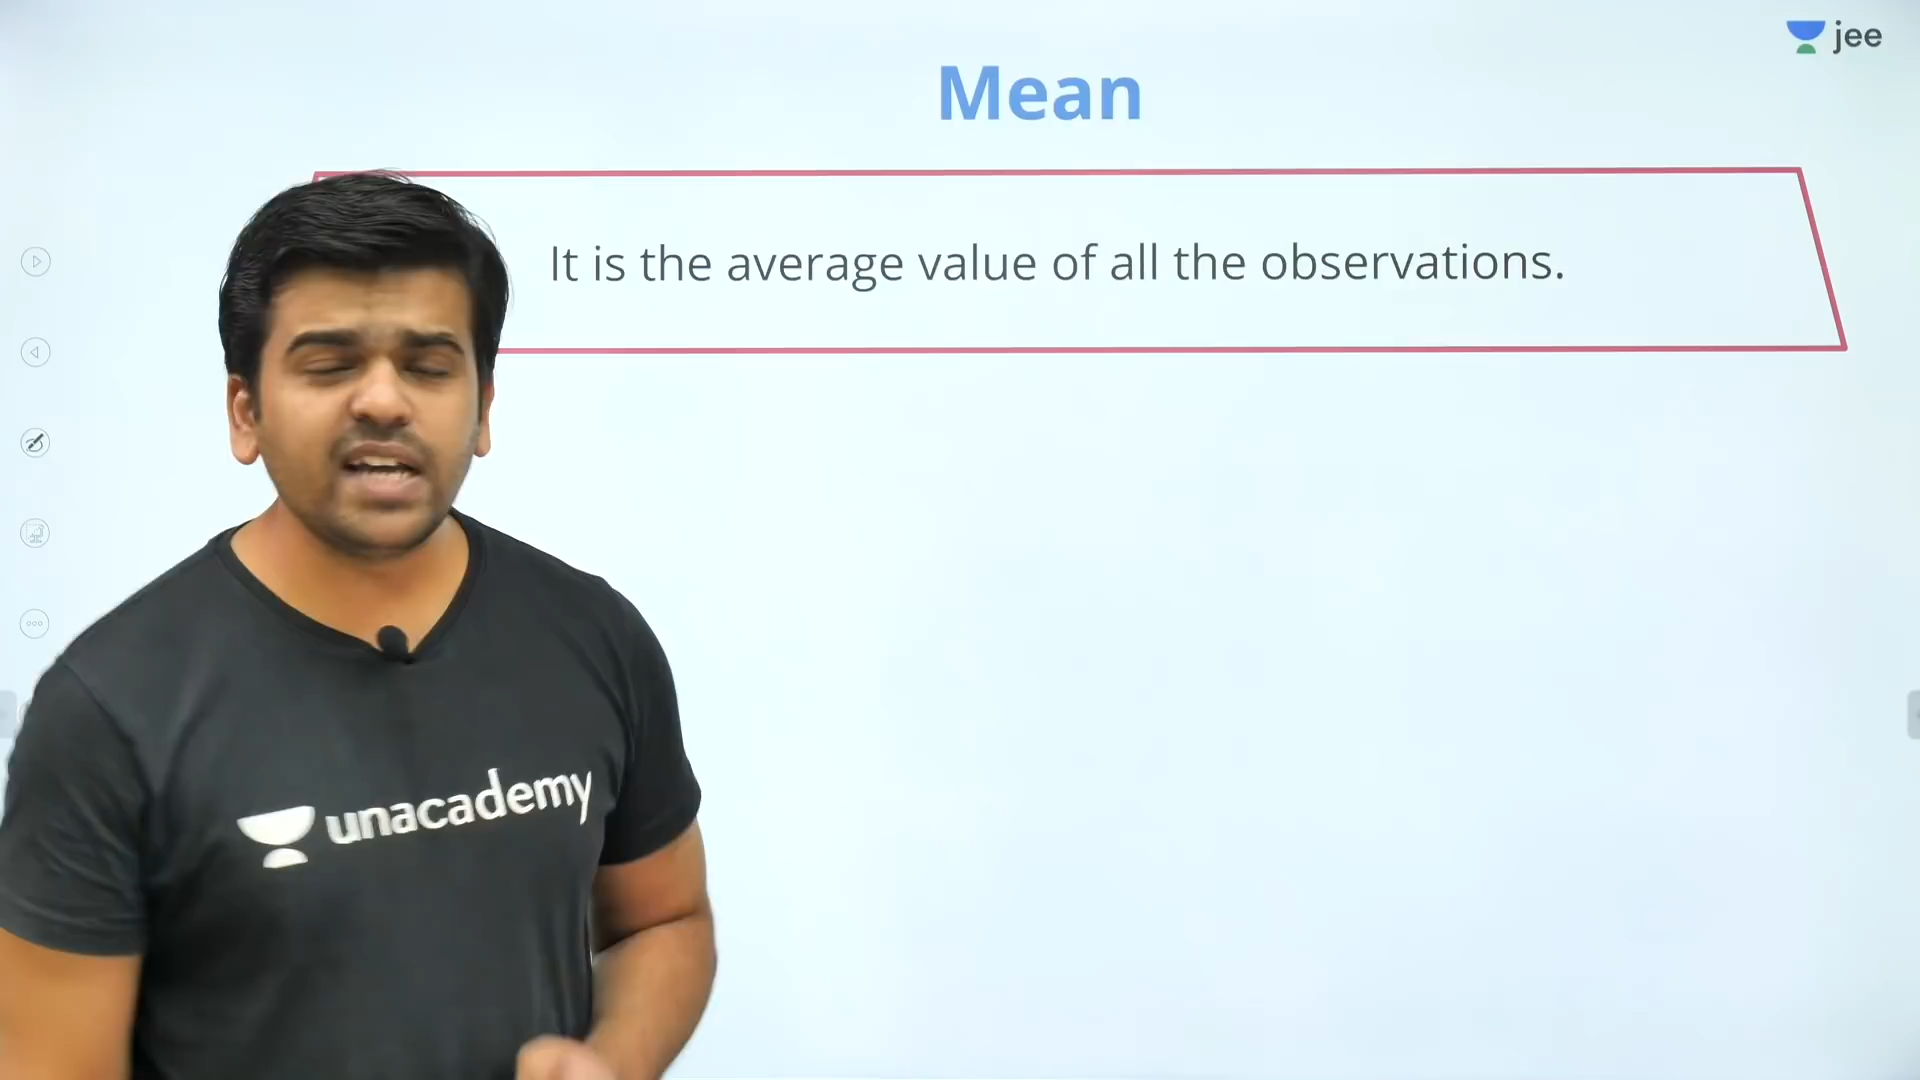 jee
Mean
It is the average value of all the observations.
unacademy